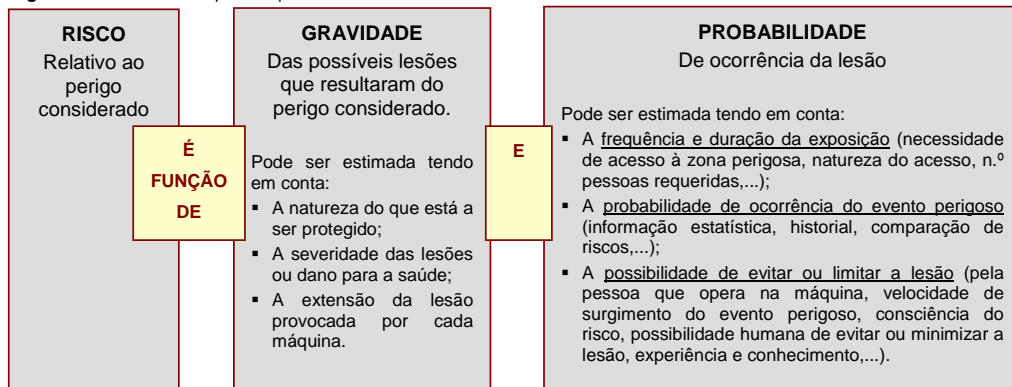 RISCO
Relativo ao
perigo
considerado
É
FUNÇÃO
DE
GRAVIDADE
Das possíveis lesões
que resultaram do
perigo considerado.
Pode ser estimada tendo
em conta:
▪ A natureza do que está a
ser protegido;
▪ A severidade das lesões
ou dano para a saúde;
▪ A extensão da lesão
provocada por cada
máquina.
E
PROBABILIDADE
De ocorrência da lesão
Pode ser estimada tendo em conta:
▪ A frequência e duração da exposição (necessidade
de acesso à zona perigosa, natureza do acesso, n.º
pessoas requeridas,...);
▪ A probabilidade de ocorrência do evento perigoso
(informação estatística, historial, comparação de
riscos,...);
▪ A possibilidade de evitar ou limitar a lesão (pela
pessoa que opera na máquina, velocidade de
surgimento do evento perigoso, consciência do
risco, possibilidade humana de evitar ou minimizar a
lesão, experiência e conhecimento,...).